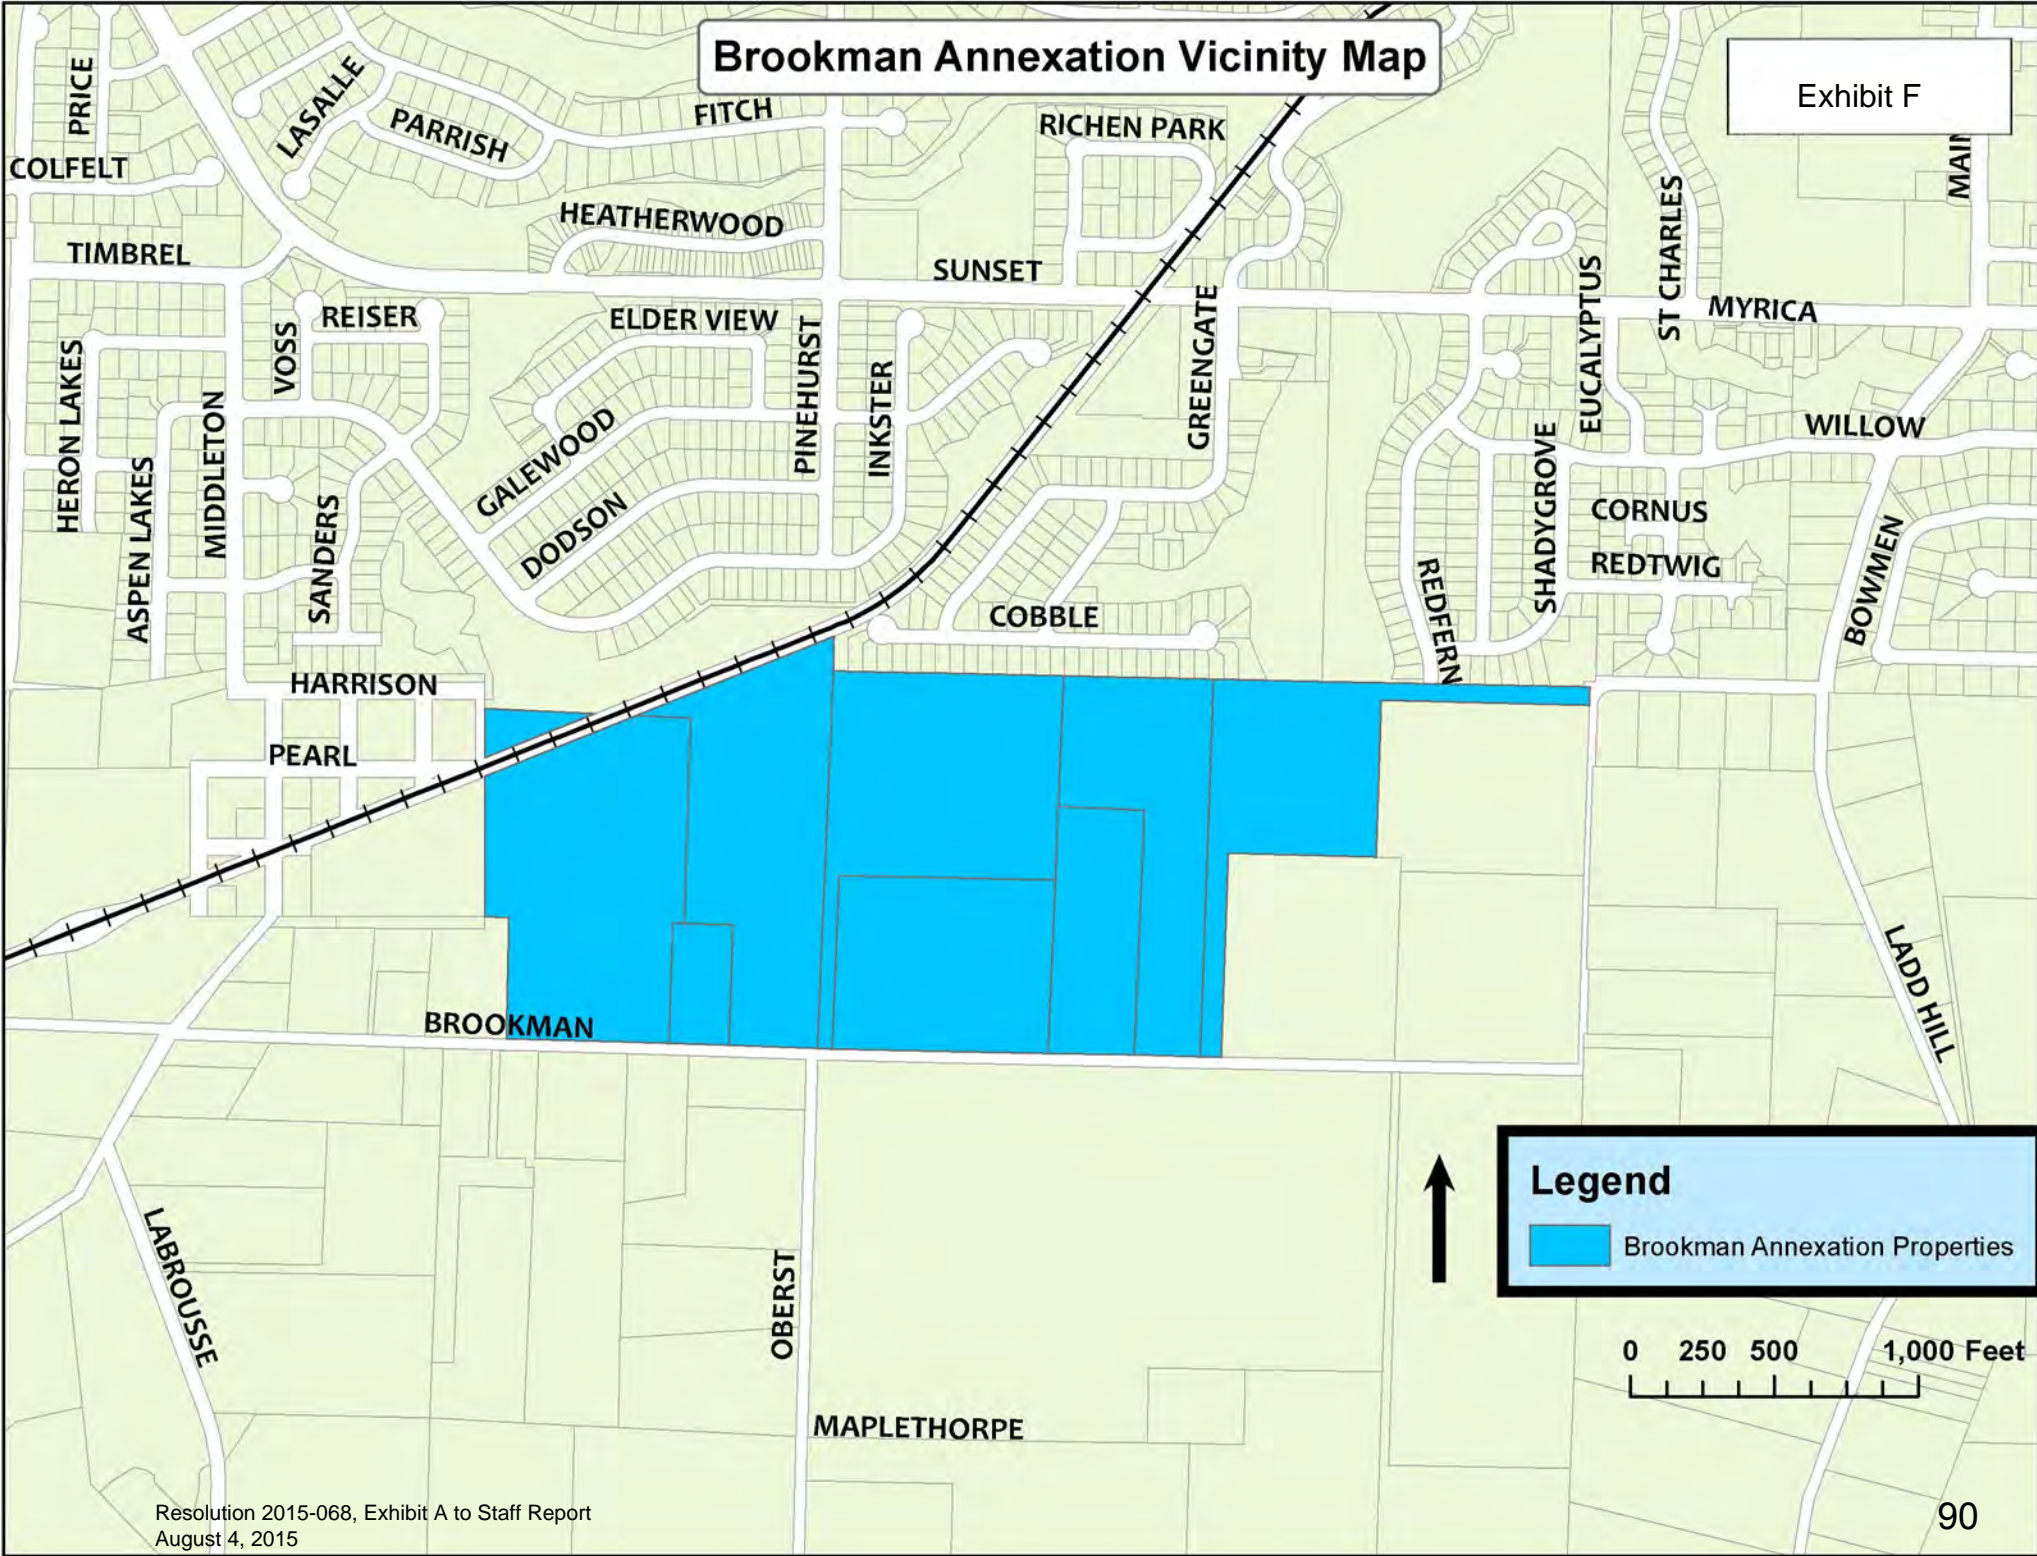 Brookman Annexation Vicinity Map
Exhibit F
PRICE
LASALLE
PARRISH
FITCH
RICHEN PARK
MAIN
COLFELT
HEATHERWOOD
ST CHARLES
TIMBREL
SUNSET
EUCALYPTUS
REISER
ELDER VIEW
MYRICA
VOSS
PINEHURST
GREENGATE
HERON LAKES
INKSTER
MIDDLETON
GALEWOOD
WILLOW
ASPEN LAKES
SANDERS
DODSON
SHADYGROVE
CORNUS
REDTWIG
BOWMEN
COBBLE
REDFERN
HARRISON
PEARL
BROOKMAN
LADD HILL
LABROUSSE
OBERST
MAPLETHORPE
Legend
Brookman Annexation Properties
0 250 500 1,000 Feet
Resolution 2015-068, Exhibit A to Staff Report
August 4, 2015
90